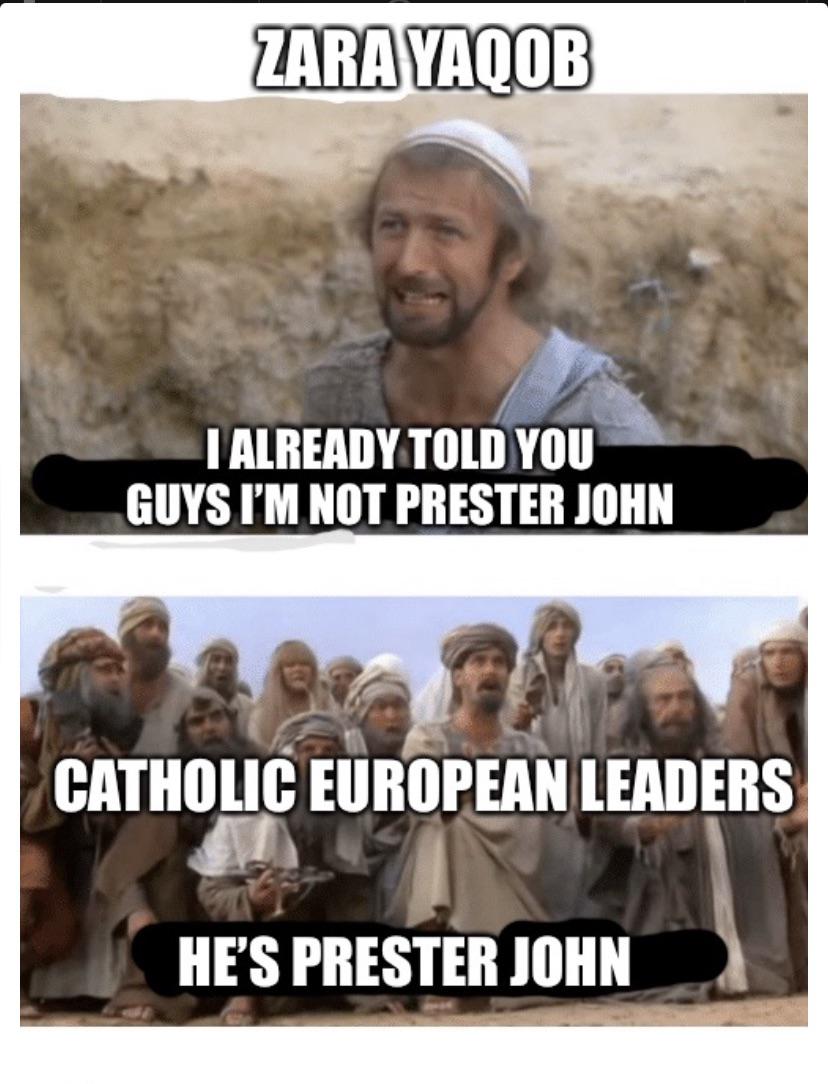 ZARA YAQOB
I ALREADY TOLD YOU
GUYS I'M NOT PRESTER JOHN
CATHOLIC EUROPEAN LEADERS
HE'S PRESTER JOHN